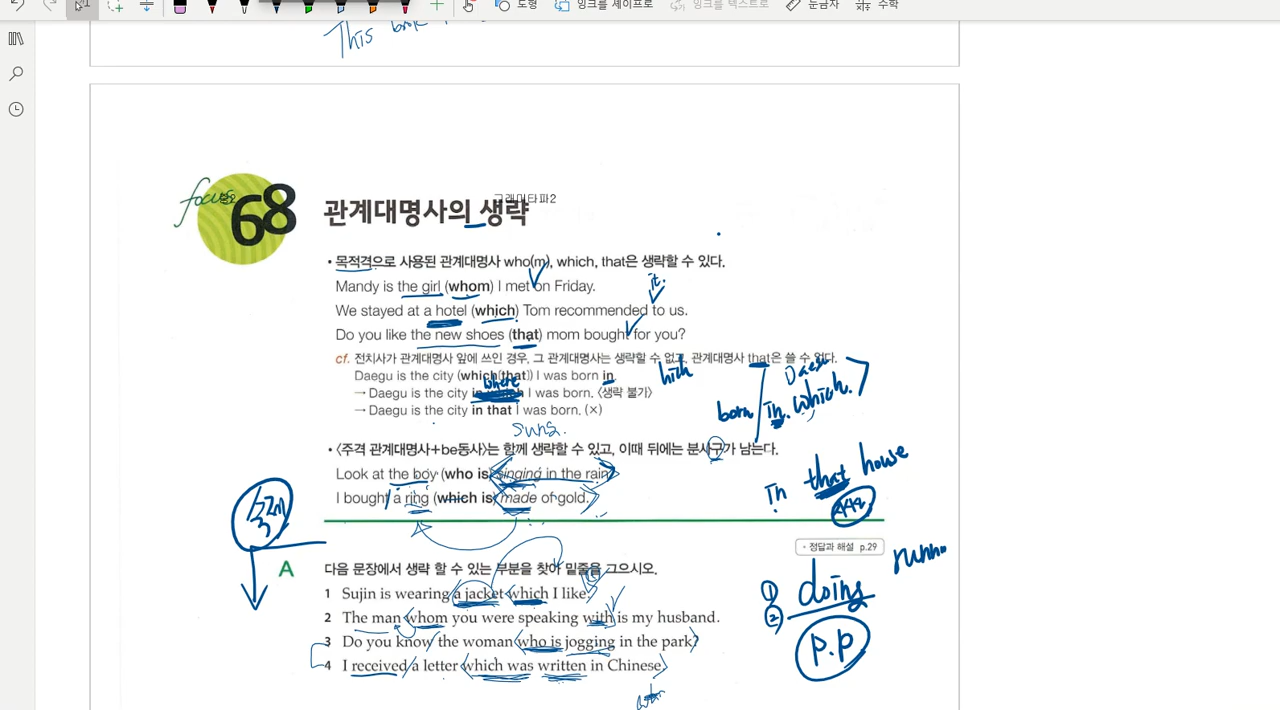 도형
잉크를 셰이프로
잉크를 텍스트로
눈금자
수학
This book
focus
68
관계대명사의 생략
그래머타파2
• 목적격으로 사용된 관계대명사 who(m), which, that은 생략할 수 있다.
Mandy is the girl (whom) I met on Friday.
it.
We stayed at a hotel (which) Tom recommended to us.
Do you like the new shoes (that) mom bought for you?
cf. 전치사가 관계대명사 앞에 쓰인 경우, 그 관계대명사는 생략할 수 없고, 관계대명사 that은 쓸 수 없다.
Daegu is the city (which(that)) I was born in
where
→ Daegu is the city in which I was born. <생략 불가>
→ Daegu is the city in that I was born. (×)
hich
born / in which.
sung.
• <주격 관계대명사+be동사>는 함께 생략할 수 있고, 이때 뒤에는 분사구가 남는다.
Look at the boy (who is) singing in the rain.
I bought a ring (which is) made of gold.
In that house
• 정답과 해설 p.29
A 다음 문장에서 생략 할 수 있는 부분을 찾아 밑줄을 그으시오.
1 Sujin is wearing a jacket which I like.
2 The man whom you were speaking with is my husband.
3 Do you know the woman who is jogging in the park?
4 I received a letter which was written in Chinese.
① doing
② p.p